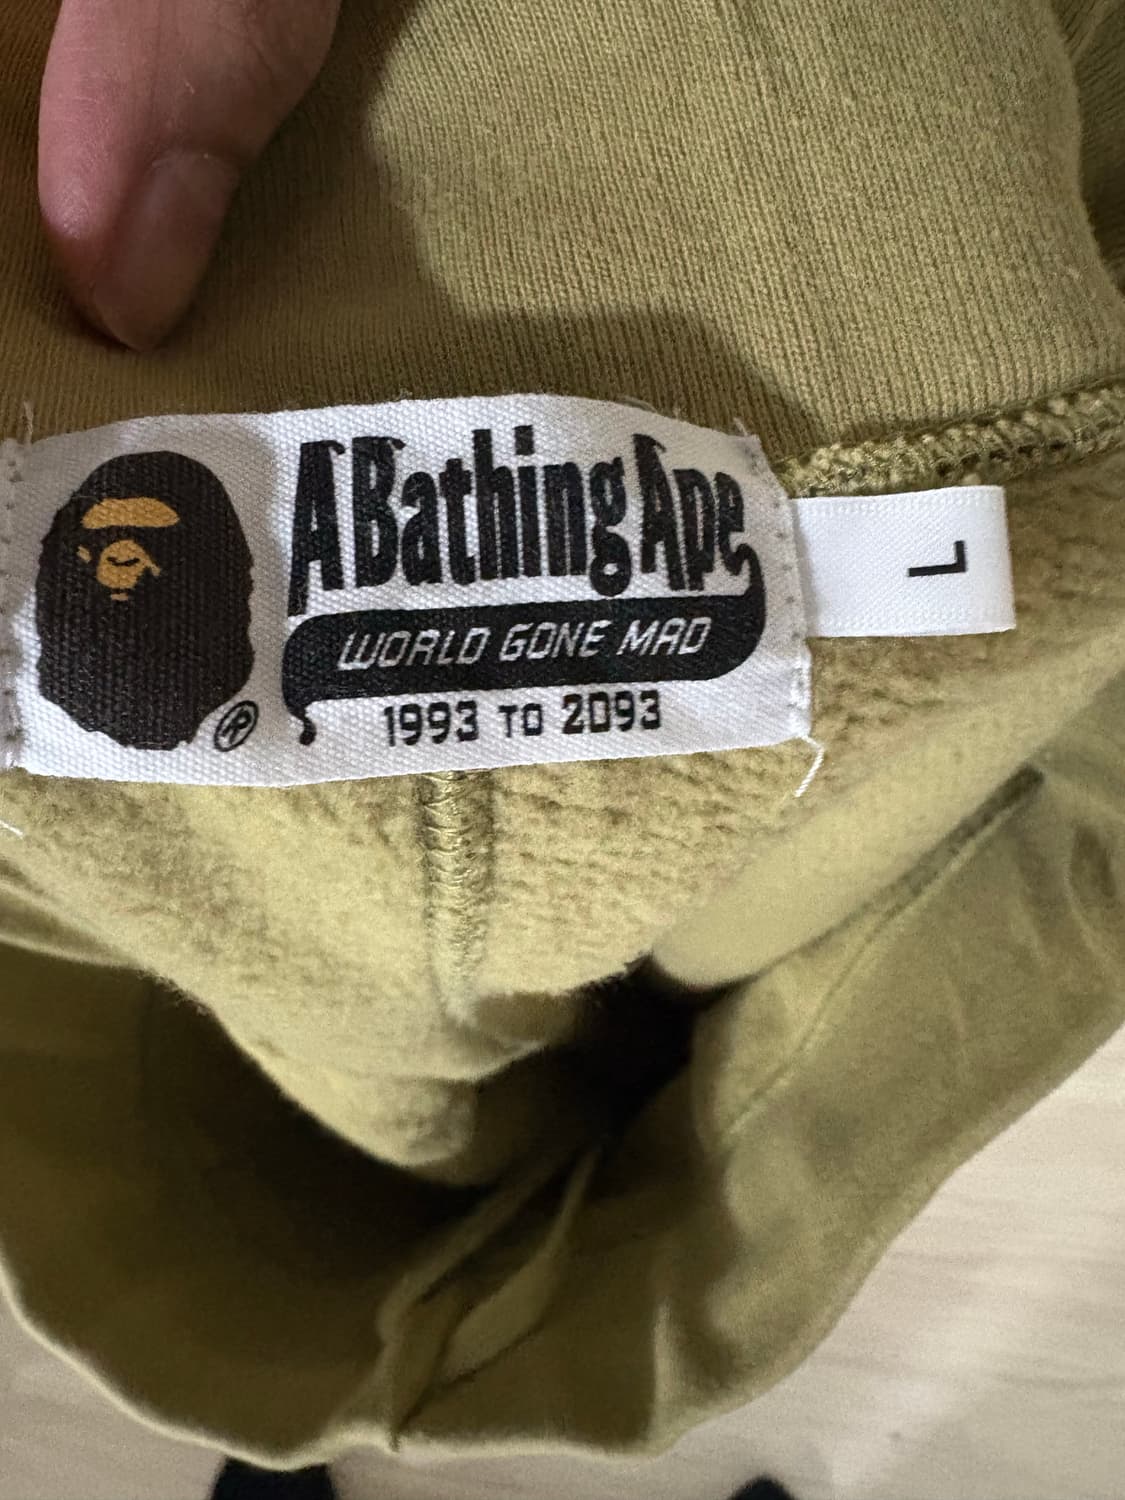 A Bathing Ape
WORLD GONE MAD
1993 TO 2093
®
L